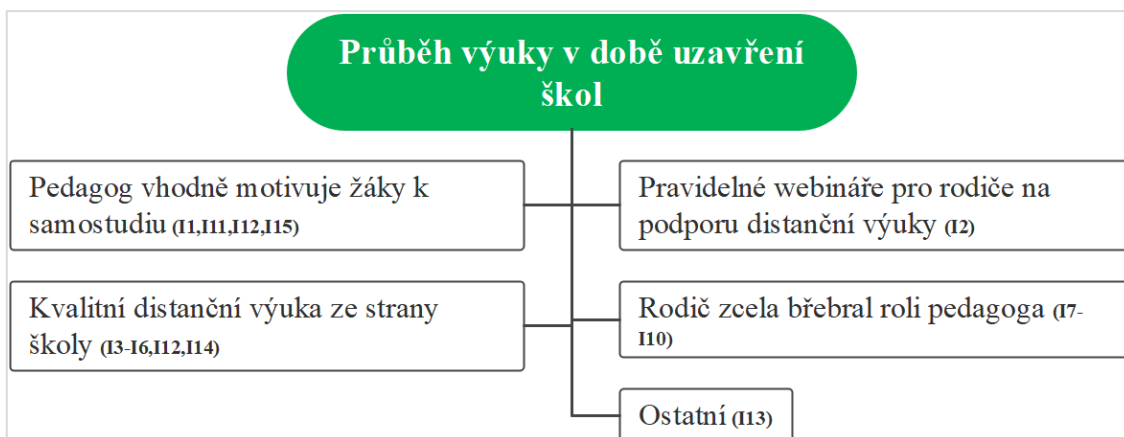 Průběh výuky v době uzavření
škol
Pedagog vhodně motivuje žáky k
samostudiu (I1,I11,I12,I15)
Pravidelné webináře pro rodiče na
podporu distanční výuky (I2)
Kvalitní distanční výuka ze strany
školy (I3-I6,I12,I14)
Rodič zcela břebral roli pedagoga (I7-
I10)
Ostatní (I13)